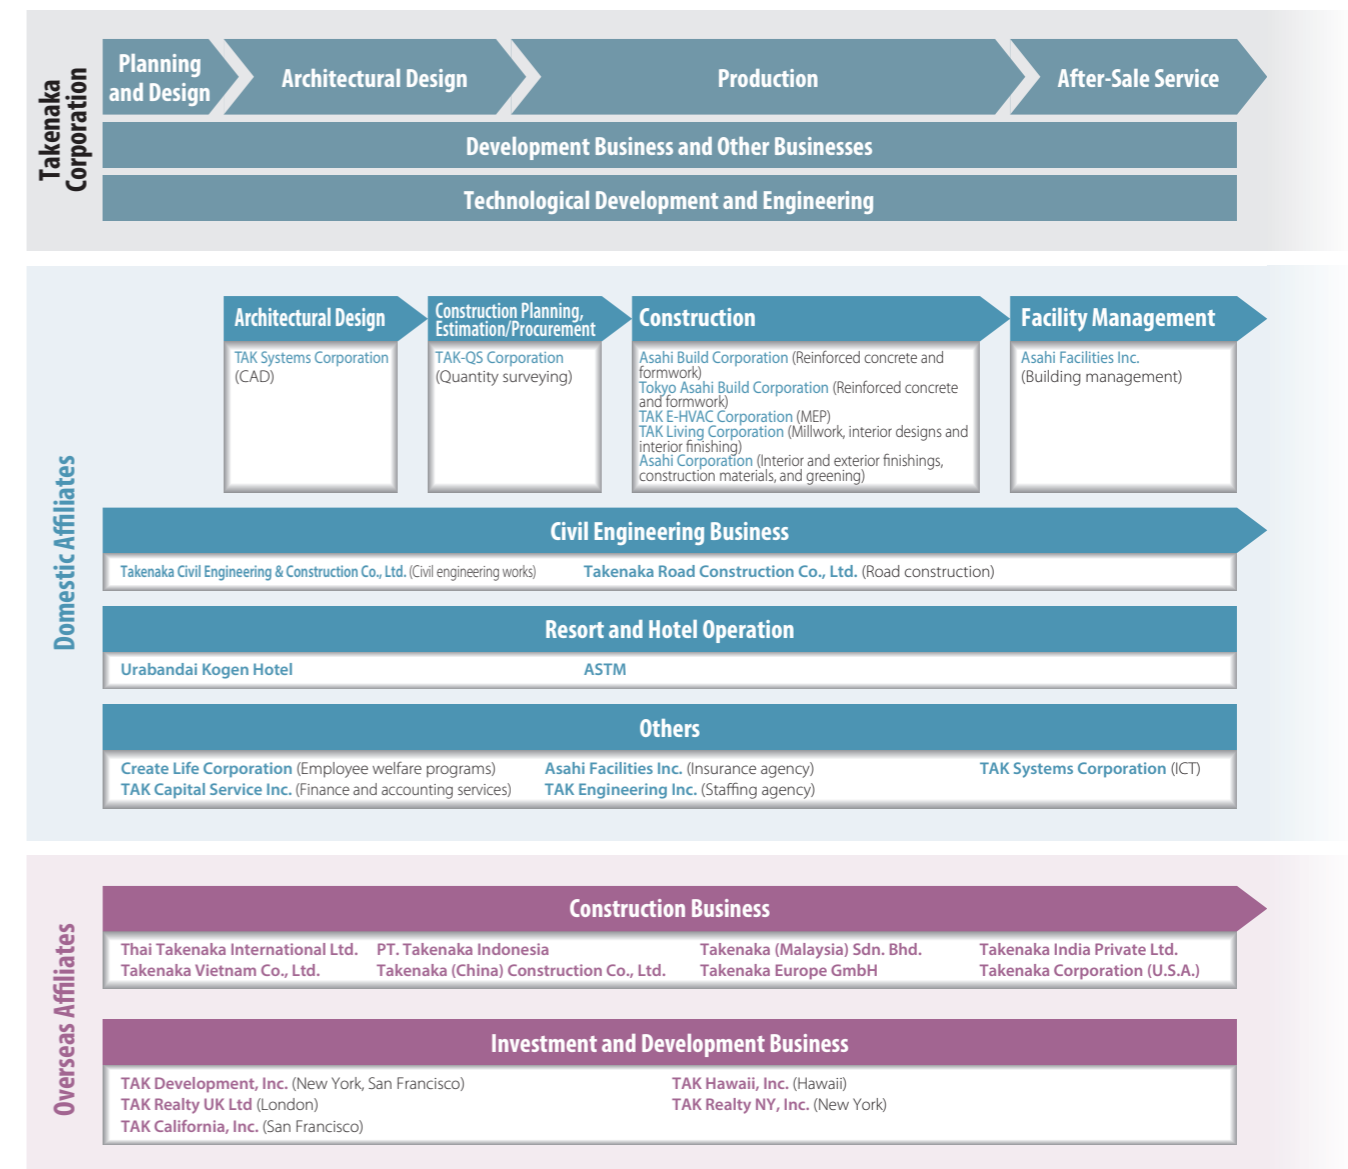 Takenaka
Corporation
Planning
and Design
Architectural Design
Production
After-Sale Service
Development Business and Other Businesses
Technological Development and Engineering
Domestic Affiliates
Architectural Design
TAK Systems Corporation
(CAD)
Construction Planning,
Estimation/Procurement
TAK-QS Corporation
(Quantity surveying)
Construction
Asahi Build Corporation (Reinforced concrete and
formwork)
Tokyo Asahi Build Corporation (Reinforced concrete
and formwork)
TAK E-HVAC Corporation (MEP)
TAK Living Corporation (Millwork, interior designs and
interior finishing)
Asahi Corporation (Interior and exterior finishings,
construction materials, and greening)
Facility Management
Asahi Facilities Inc.
(Building management)
Civil Engineering Business
Takenaka Civil Engineering & Construction Co., Ltd. (Civil engineering works) Takenaka Road Construction Co., Ltd. (Road construction)
Resort and Hotel Operation
Urabandai Kogen Hotel ASTM
Others
Create Life Corporation (Employee welfare programs) Asahi Facilities Inc. (Insurance agency) TAK Systems Corporation (ICT)
TAK Capital Service Inc. (Finance and accounting services) TAK Engineering Inc. (Staffing agency)
Overseas Affiliates
Construction Business
Thai Takenaka International Ltd. PT. Takenaka Indonesia Takenaka (Malaysia) Sdn. Bhd. Takenaka India Private Ltd.
Takenaka Vietnam Co., Ltd. Takenaka (China) Construction Co., Ltd. Takenaka Europe GmbH Takenaka Corporation (U.S.A.)
Investment and Development Business
TAK Development, Inc. (New York, San Francisco) TAK Hawaii, Inc. (Hawaii)
TAK Realty UK Ltd (London) TAK Realty NY, Inc. (New York)
TAK California, Inc. (San Francisco)